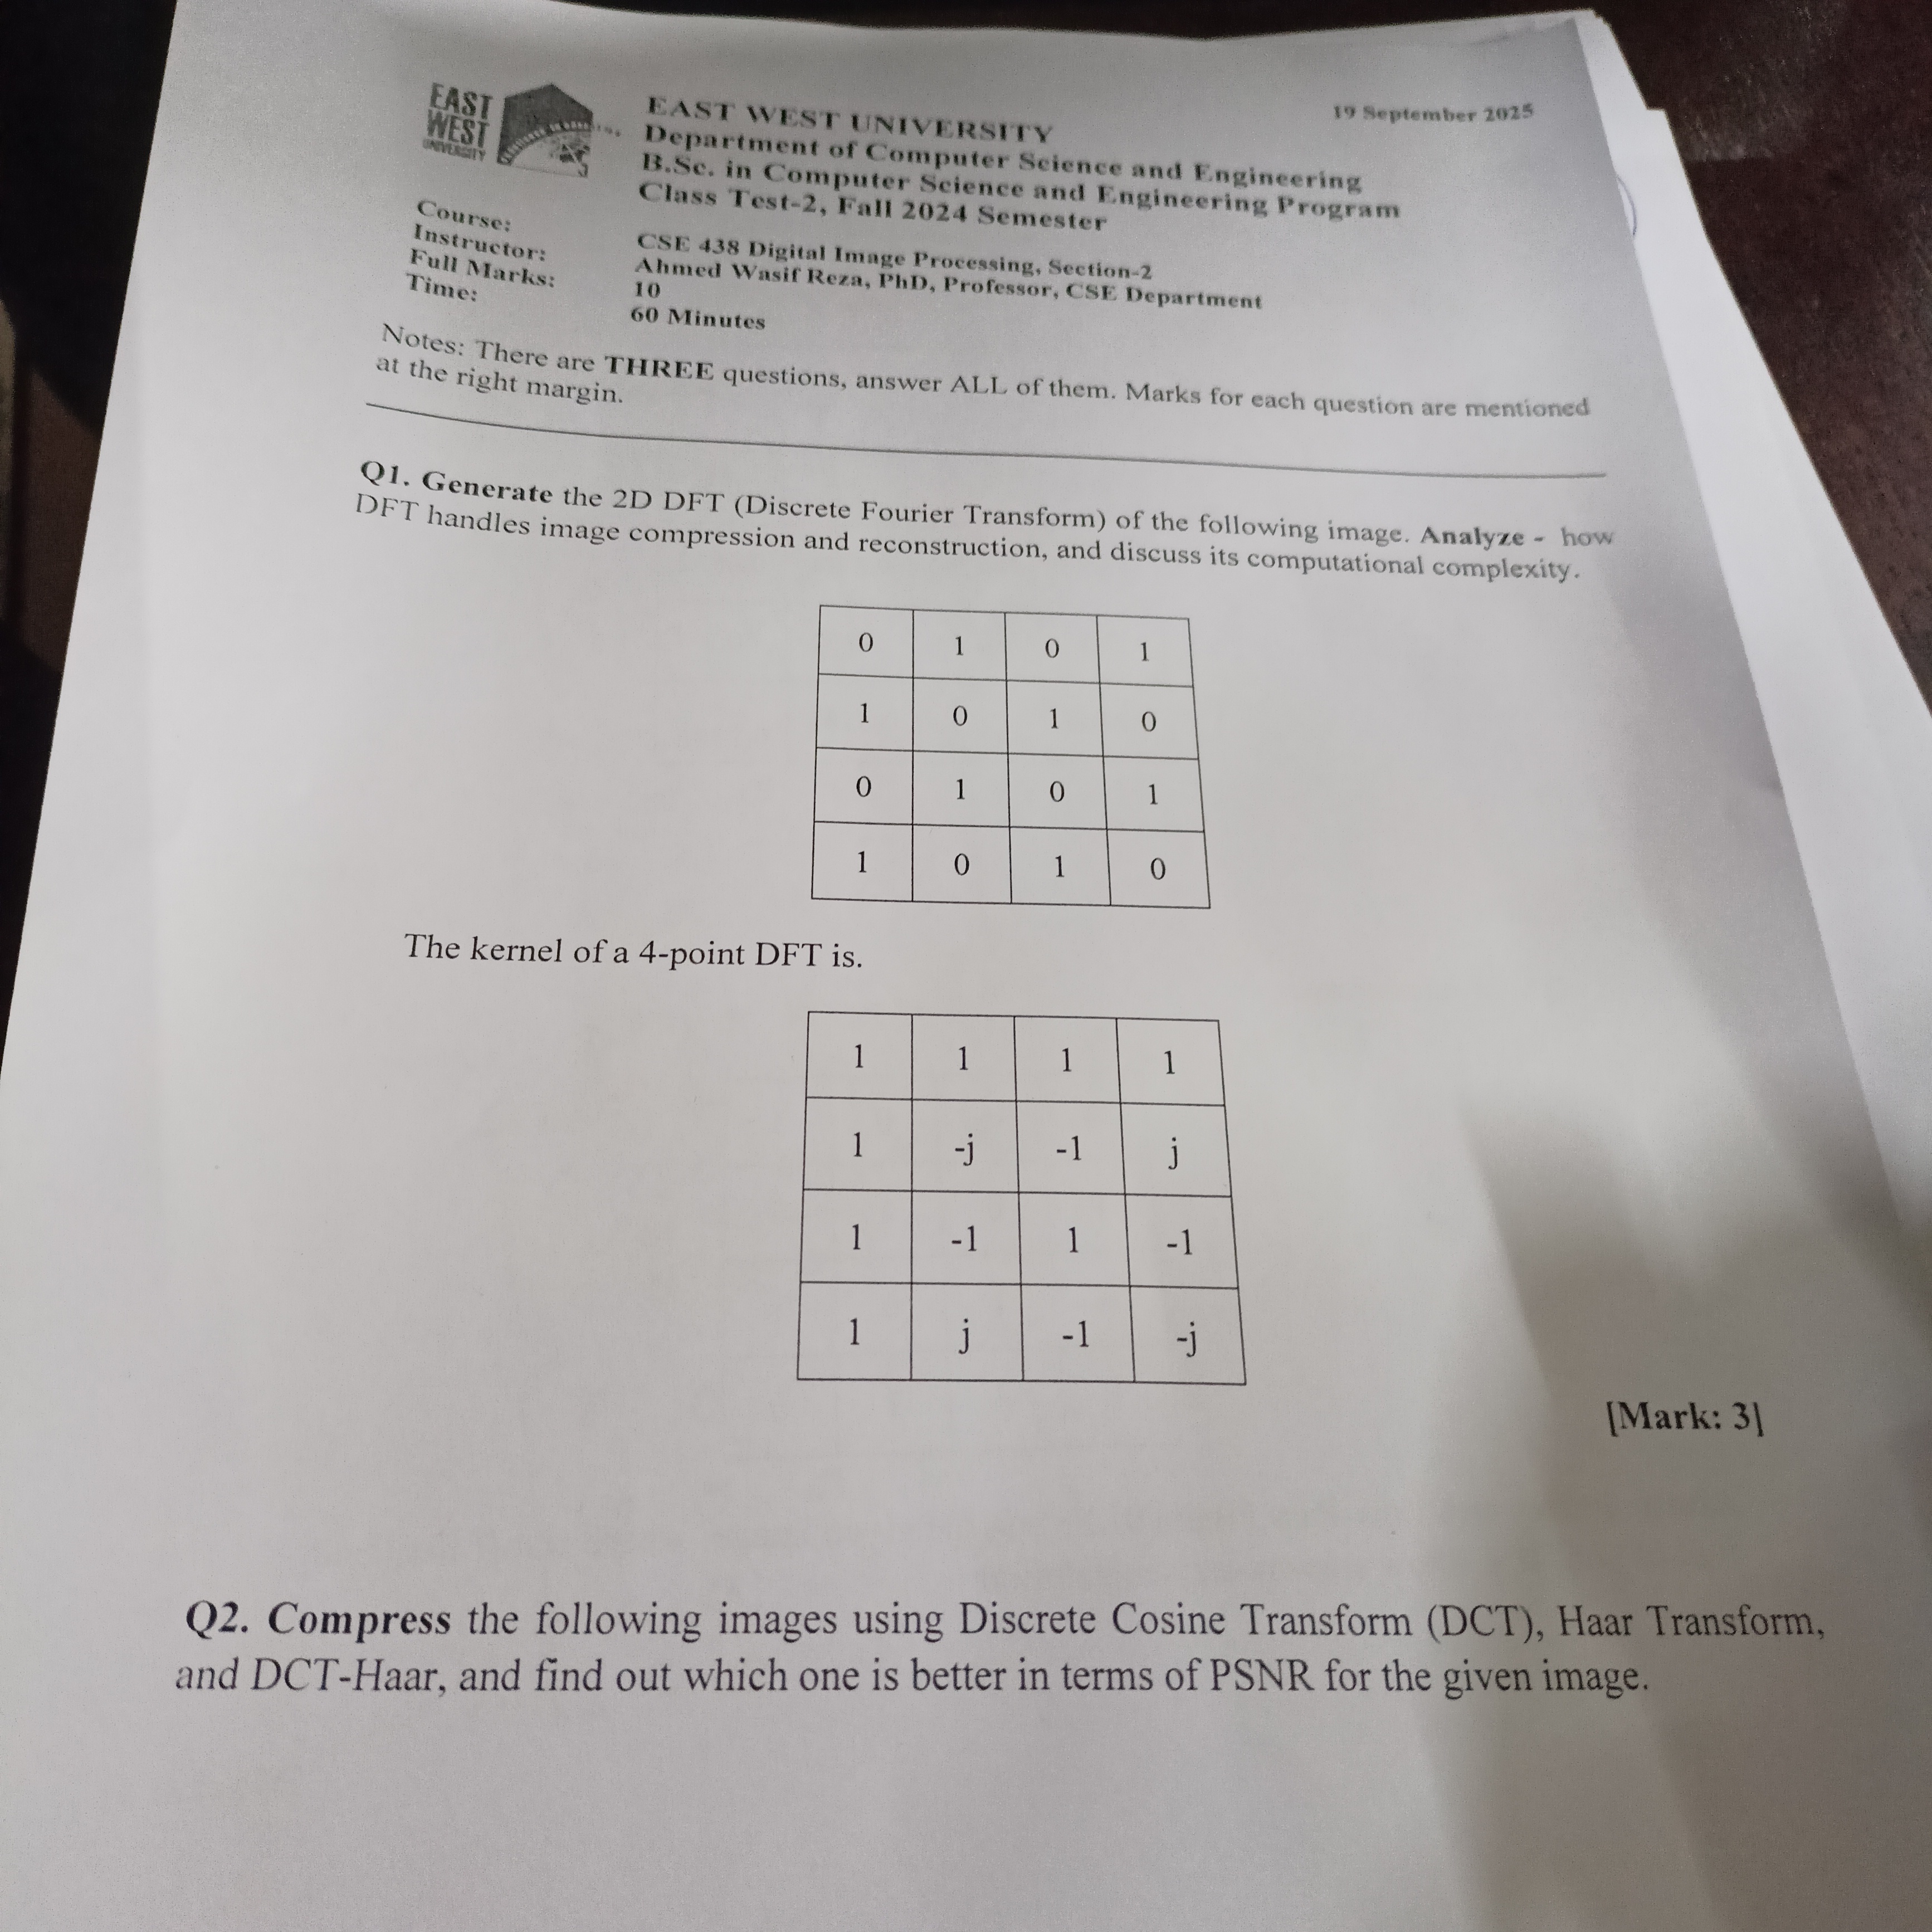 EAST
WEST
UNIVERSITY
19 September 2025
EAST WEST UNIVERSITY
Department of Computer Science and Engineering
B.Sc. in Computer Science and Engineering Program
Class Test-2, Fall 2024 Semester
Course: CSE 438 Digital Image Processing, Section-2
Instructor: Ahmed Wasif Reza, PhD, Professor, CSE Department
Full Marks: 10
Time: 60 Minutes
Notes: There are THREE questions, answer ALL of them. Marks for each question are mentioned
at the right margin.
Q1. Generate the 2D DFT (Discrete Fourier Transform) of the following image. Analyze - how
DFT handles image compression and reconstruction, and discuss its computational complexity.
0 1 0 1
1 0 1 0
0 1 0 1
1 0 1 0
The kernel of a 4-point DFT is.
1 1 1 1
1 -j -1 j
1 -1 1 -1
1 j -1 -j
[Mark: 3]
Q2. Compress the following images using Discrete Cosine Transform (DCT), Haar Transform,
and DCT-Haar, and find out which one is better in terms of PSNR for the given image.